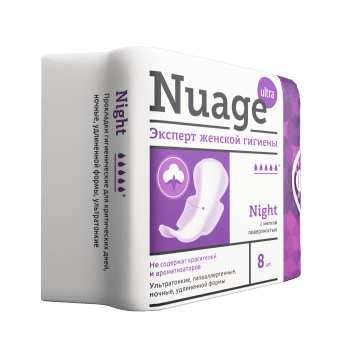 Night
Прокладки гигиенические для критических дней,
ночные, удлиненной формы, ультратонкие
Nuage
ultra
Эксперт женской гигиены
Night
с мягкой
поверхностью
Не содержат красителей
и ароматизаторов
Ультратонкие, гипоаллергенные,
ночные, удлиненной формы
8 шт.